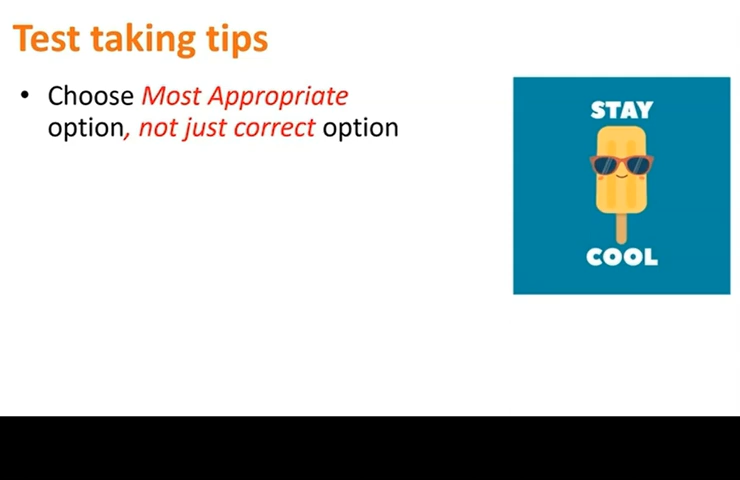 Test taking tips
• Choose Most Appropriate
option, not just correct option
STAY
COOL